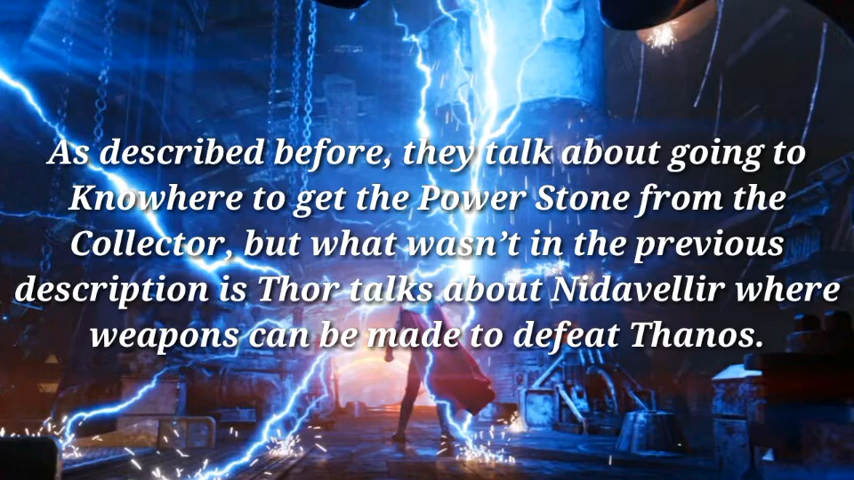 As described before, they talk about going to
Knowhere to get the Power Stone from the
Collector, but what wasn’t in the previous
description is Thor talks about Nidavellir where
weapons can be made to defeat Thanos.